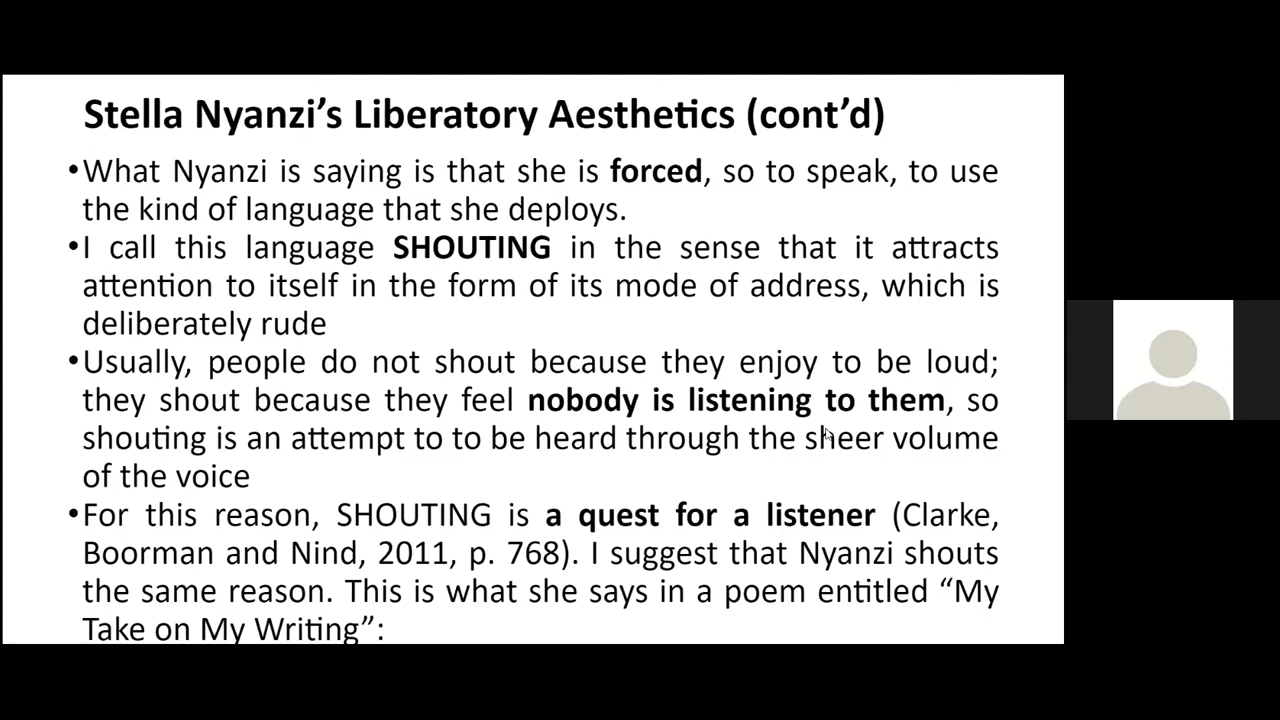 Stella Nyanzi’s Liberatory Aesthetics (cont’d)
•What Nyanzi is saying is that she is forced, so to speak, to use
the kind of language that she deploys.
•I call this language SHOUTING in the sense that it attracts
attention to itself in the form of its mode of address, which is
deliberately rude
•Usually, people do not shout because they enjoy to be loud;
they shout because they feel nobody is listening to them, so
shouting is an attempt to to be heard through the sheer volume
of the voice
•For this reason, SHOUTING is a quest for a listener (Clarke,
Boorman and Nind, 2011, p. 768). I suggest that Nyanzi shouts
the same reason. This is what she says in a poem entitled “My
Take on My Writing”: